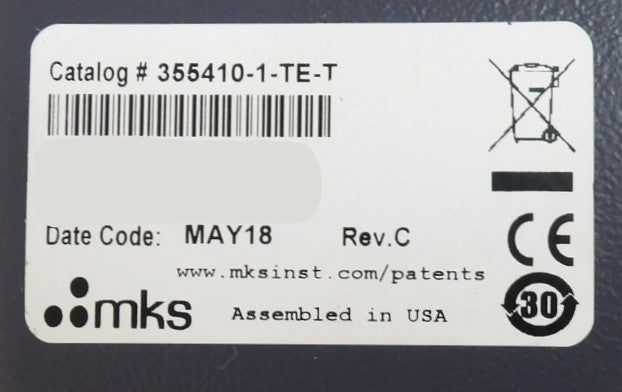 Catalog # 355410-1-TE-T
Date Code: MAY18 Rev.C
www.mksinst.com/patents
mks Assembled in USA
CE
30